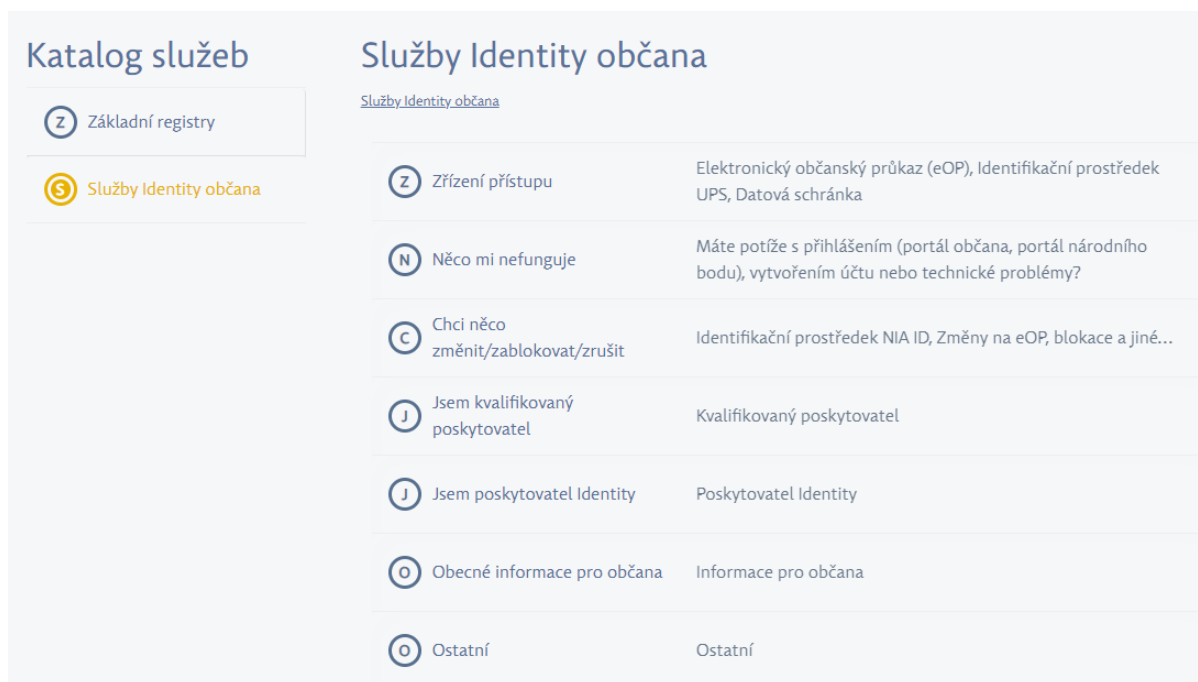 Katalog služeb
Z Základní registry
S Služby Identity občana
Služby Identity občana
Služby Identity občana
Z Zřízení přístupu
Elektronický občanský průkaz (eOP), Identifikační prostředek
UPS, Datová schránka
N Něco mi nefunguje
Máte potíže s přihlášením (portál občana, portál národního
bodu), vytvořením účtu nebo technické problémy?
C Chci něco
změnit/zablokovat/zrušit
Identifikační prostředek NIA ID, Změny na eOP, blokace a jiné...
J Jsem kvalifikovaný
poskytovatel
Kvalifikovaný poskytovatel
J Jsem poskytovatel Identity
Poskytovatel Identity
O Obecné informace pro občana
Informace pro občana
O Ostatní
Ostatní